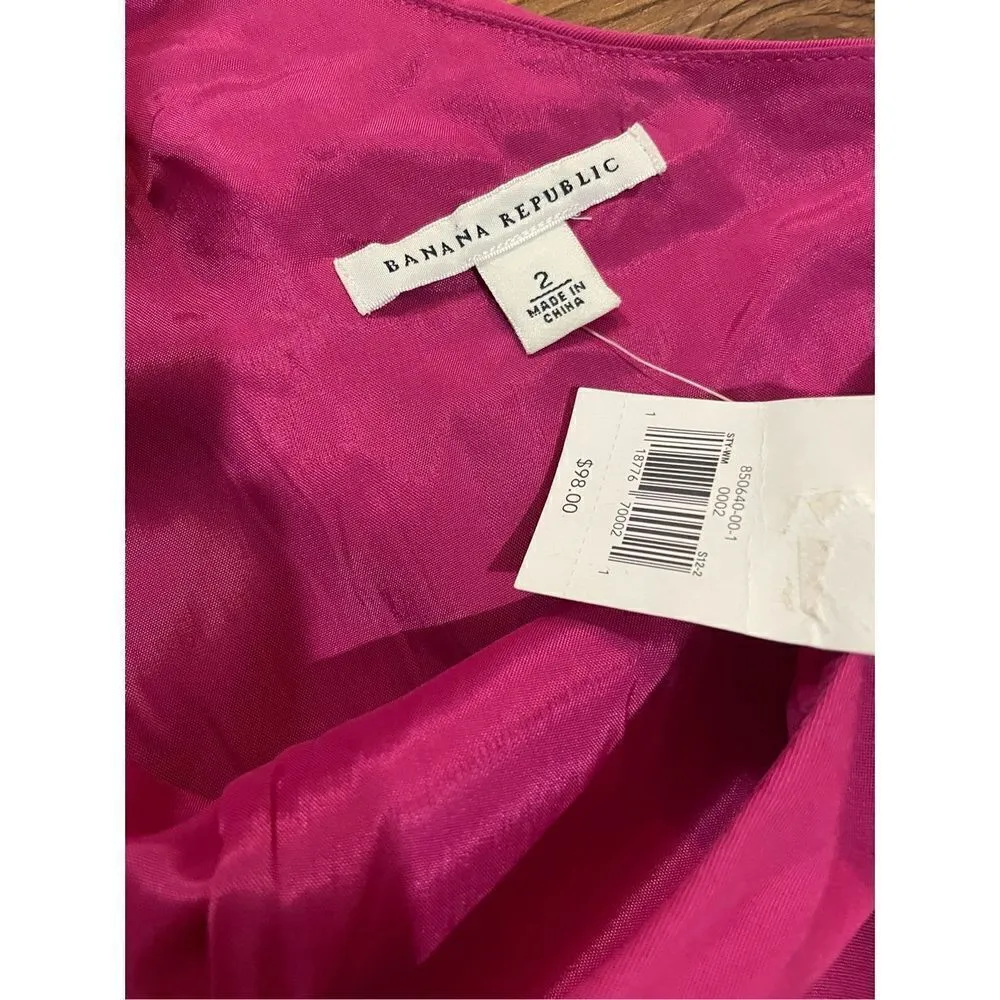 BANANA REPUBLIC
2
MADE IN
CHINA
$98.00
1 18776 70002 1
STY-WM S12-2
850640-00-1
0002